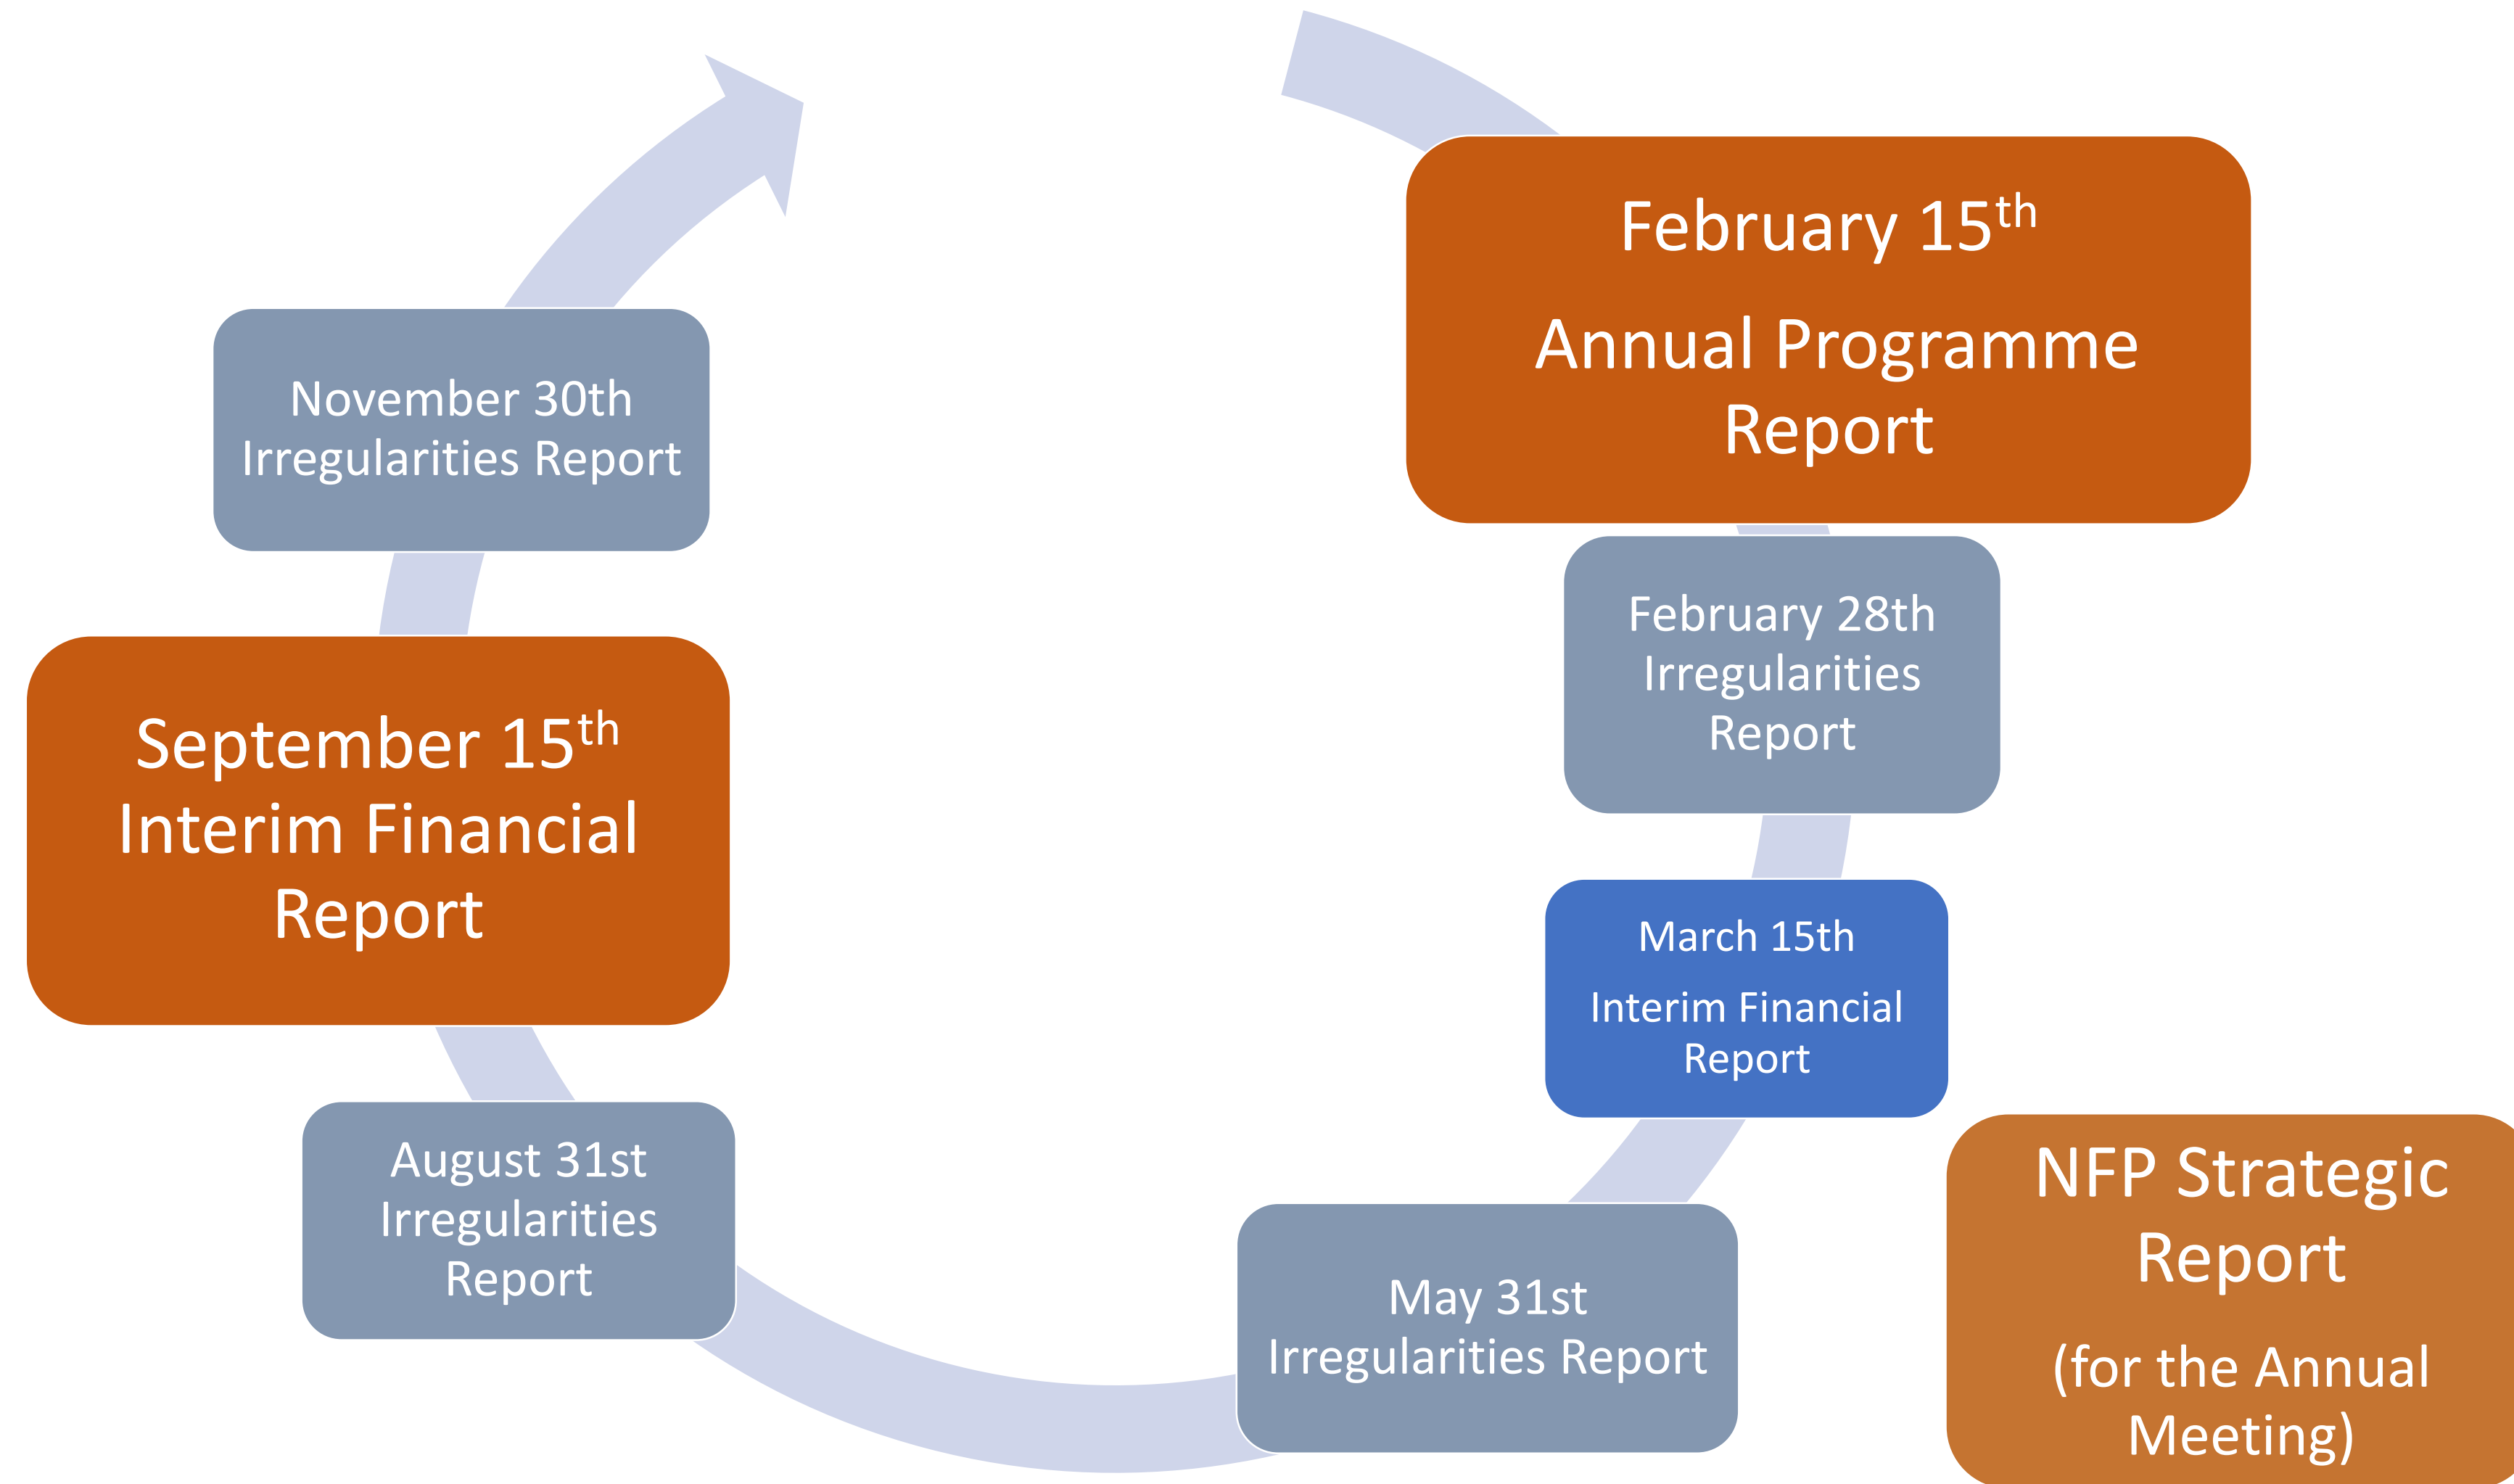 February 15th
Annual Programme
Report
February 28th
Irregularities
Report
March 15th
Interim Financial
Report
NFP Strategic
Report
(for the Annual
Meeting)
May 31st
Irregularities Report
August 31st
Irregularities
Report
September 15th
Interim Financial
Report
November 30th
Irregularities Report